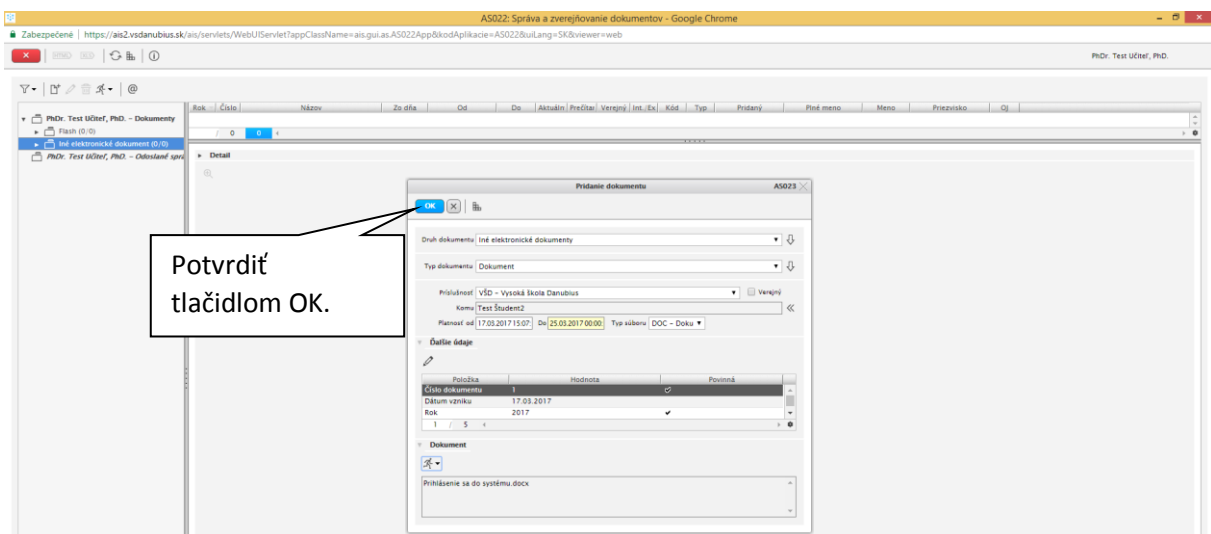 AS022: Správa a zverejňovanie dokumentov - Google Chrome
Zabezpečené | https://ais2.vsdanubius.sk/ais/servlets/WebUIServlet?appClassName=ais.gui.as.AS022App&kodAplikacie=AS022&uiLang=SK&viewer=web
PhDr. Test Učiteľ, PhD.
Rok Číslo Názov Zo dňa Od Do Aktuáln Prečítai Verejný Int./Ex Kód Typ Pridaný Plné meno Meno Priezvisko OJ
PhDr. Test Učiteľ, PhD. – Dokumenty
Flash (0/0)
/ 0 0
Iné elektronické dokument (0/0)
PhDr. Test Učiteľ, PhD. – Odoslané sprá
Detail
Pridanie dokumentu AS023
OK
Potvrdiť
tlačidlom OK.
Druh dokumentu Iné elektronické dokumenty
Typ dokumentu Dokument
Príslušnosť VŠD – Vysoká škola Danubius Verejný
Komu Test Študent2
Platnosť od 17.03.2017 15:07: Do 25.03.2017 00:00: Typ súboru DOC – Doku
Ďalšie údaje
Položka Hodnota Povinná
Číslo dokumentu 1
Dátum vzniku 17.03.2017
Rok 2017
1 / 5
Dokument
Prihlásenie sa do systému.docx